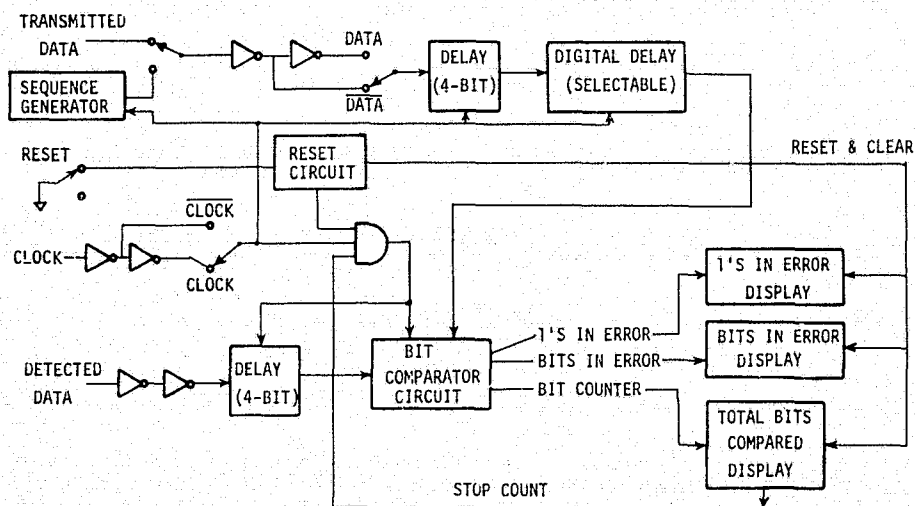 TRANSMITTED
DATA
SEQUENCE
GENERATOR
DATA
DATA
DELAY
(4-BIT)
DIGITAL DELAY
(SELECTABLE)
RESET
RESET
CIRCUIT
RESET & CLEAR
CLOCK
CLOCK
CLOCK
1'S IN ERROR
DISPLAY
DETECTED
DATA
DELAY
(4-BIT)
BIT
COMPARATOR
CIRCUIT
1'S IN ERROR
BITS IN ERROR
BIT COUNTER
BITS IN ERROR
DISPLAY
TOTAL BITS
COMPARED
DISPLAY
STOP COUNT